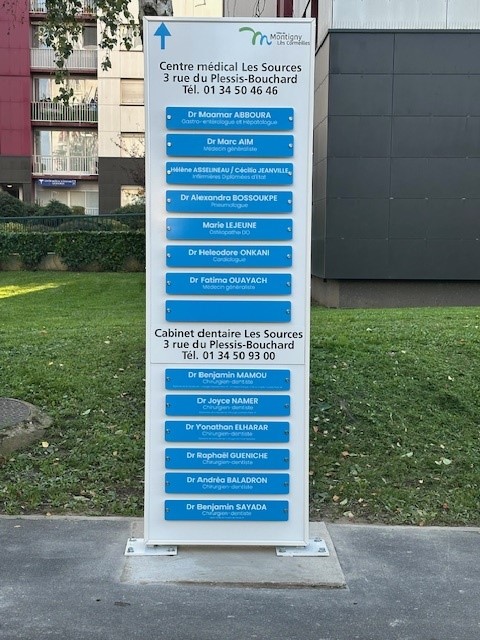 Montigny
Lès Cormeilles
Centre médical Les Sources
3 rue du Plessis-Bouchard
Tél. 01 34 50 46 46
Dr Maamar ABBOURA
Gastro-entérologue et Hépatologue
Dr Marc AIM
Médecin généraliste
Hélène ASSELINEAU / Cécilia JEANVILLE
Infirmières Diplômées d'Etat
Dr Alexandra BOSSOUKPE
Pneumologue
Marie LEJEUNE
Ostéopathe DO
Dr Heleodore ONKANI
Cardiologue
Dr Fatima OUAYACH
Médecin généraliste
Cabinet dentaire Les Sources
3 rue du Plessis-Bouchard
Tél. 01 34 50 93 00
Dr Benjamin MAMOU
Chirurgien-dentiste
Dr Joyce NAMER
Chirurgien-dentiste
Dr Yonathan ELHARAR
Chirurgien-dentiste
Dr Raphaël GUENICHE
Chirurgien-dentiste
Dr Andréa BALADRON
Chirurgien-dentiste
Dr Benjamin SAYADA
Chirurgien-dentiste